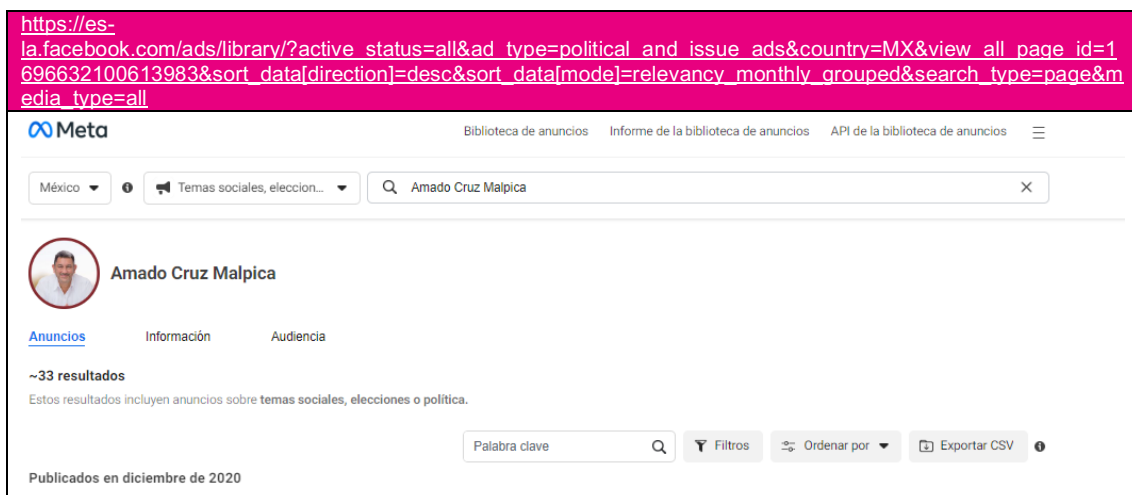 https://es-
la.facebook.com/ads/library/?active_status=all&ad_type=political_and_issue_ads&country=MX&view_all_page_id=1
696632100613983&sort_data[direction]=desc&sort_data[mode]=relevancy_monthly_grouped&search_type=page&m
edia_type=all
Meta Biblioteca de anuncios Informe de la biblioteca de anuncios API de la biblioteca de anuncios
México Temas sociales, eleccion... Amado Cruz Malpica
Amado Cruz Malpica
Anuncios Información Audiencia
~33 resultados
Estos resultados incluyen anuncios sobre temas sociales, elecciones o política.
Palabra clave Filtros Ordenar por Exportar CSV
Publicados en diciembre de 2020